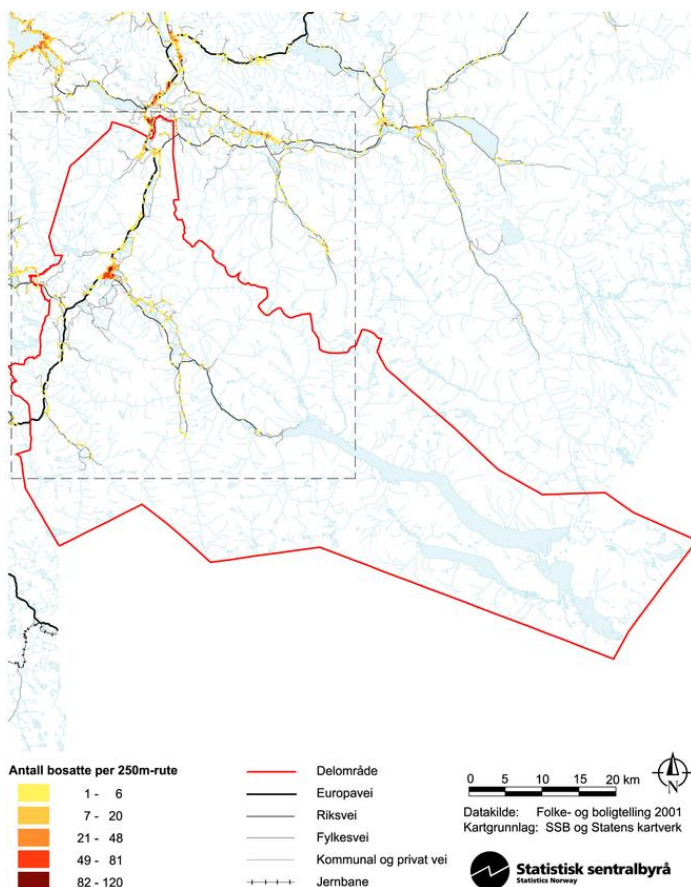 Antall bosatte per 250m-rute
1 - 6
7 - 20
21 - 48
49 - 81
82 - 120
Delområde
Europavei
Riksvei
Fylkesvei
Kommunal og privat vei
Jernbane
0 5 10 15 20 km
N
Datakilde: Folke- og boligtelling 2001
Kartgrunnlag: SSB og Statens kartverk
Statistisk sentralbyrå
Statistics Norway